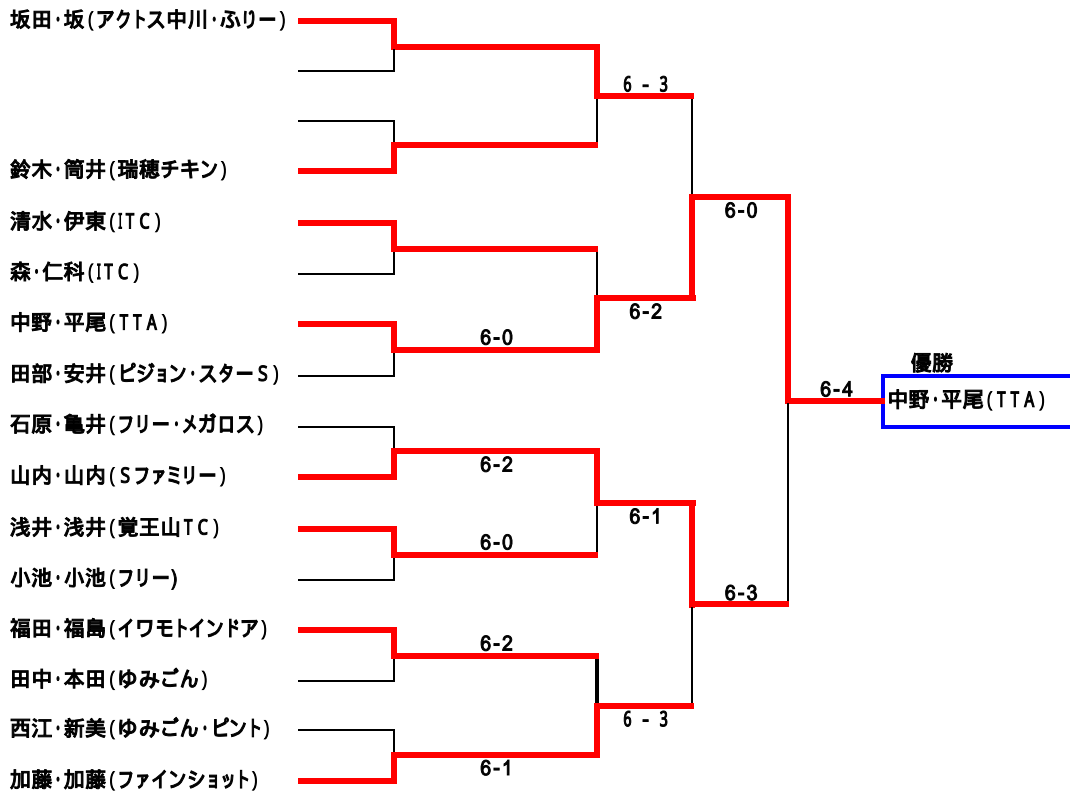 坂田・坂(アクトス中川・ふリー)
6 - 3
鈴木・筒井(瑞穂チキン)
6-0
清水・伊東(ITC)
森・仁科(ITC)
6-2
中野・平尾(TTA)
6-0
田部・安井(ピジョン・スターS)
優勝
6-4
中野・平尾(TTA)
石原・亀井(フリー・メガロス)
6-2
山内・山内(Sファミリー)
6-1
浅井・浅井(覚王山TC)
6-0
小池・小池(フリー)
6-3
福田・福島(イワモトインドア)
6-2
田中・本田(ゆみごん)
6 - 3
西江・新美(ゆみごん・ピント)
6-1
加藤・加藤(ファインショット)